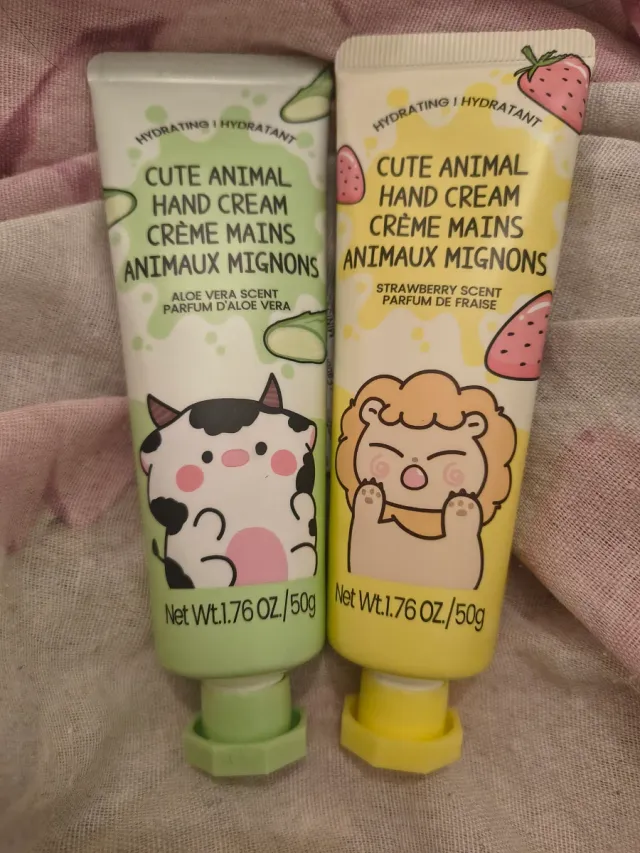 HYDRATING | HYDRATANT
CUTE ANIMAL
HAND CREAM
CRÈME MAINS
ANIMAUX MIGNONS
ALOE VERA SCENT
PARFUM D'ALOE VERA
Net Wt.1.76 OZ./50g
HYDRATING | HYDRATANT
CUTE ANIMAL
HAND CREAM
CRÈME MAINS
ANIMAUX MIGNONS
STRAWBERRY SCENT
PARFUM DE FRAISE
Net Wt.1.76 OZ./50g